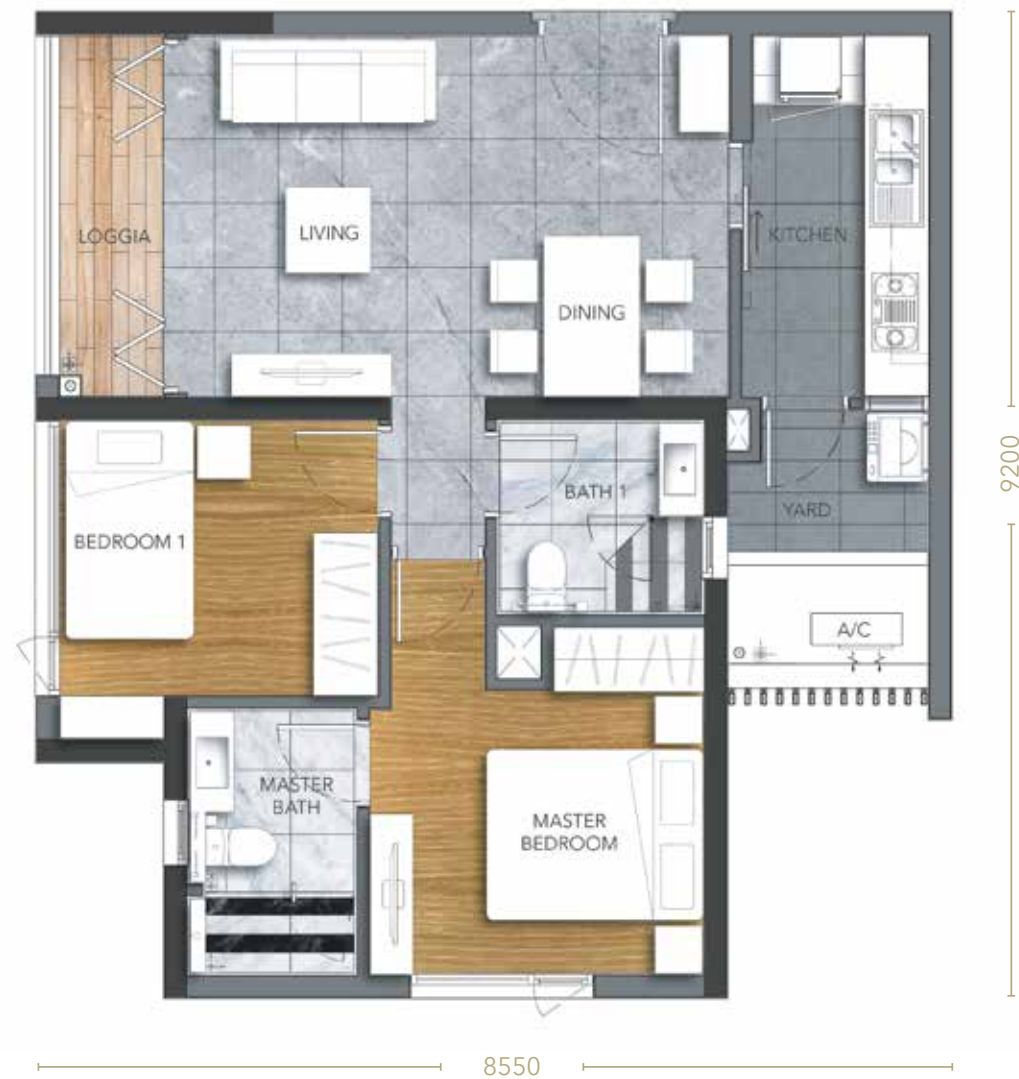 LOGGIA
LIVING
KITCHEN
DINING
BATH 1
YARD
BEDROOM 1
A/C
MASTER
BATH
MASTER
BEDROOM
9200
8550